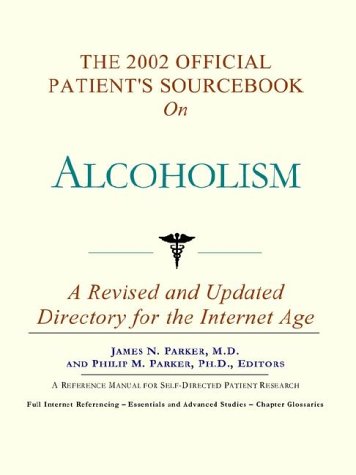 THE 2002 OFFICIAL
PATIENT'S SOURCEBOOK
On
ALCOHOLISM
A Revised and Updated
Directory for the Internet Age
JAMES N. PARKER, M.D.
AND PHILIP M. PARKER, PH.D., EDITORS
A REFERENCE MANUAL FOR SELF-DIRECTED PATIENT RESEARCH
Full Internet Referencing – Essentials and Advanced Studies – Chapter Glossaries